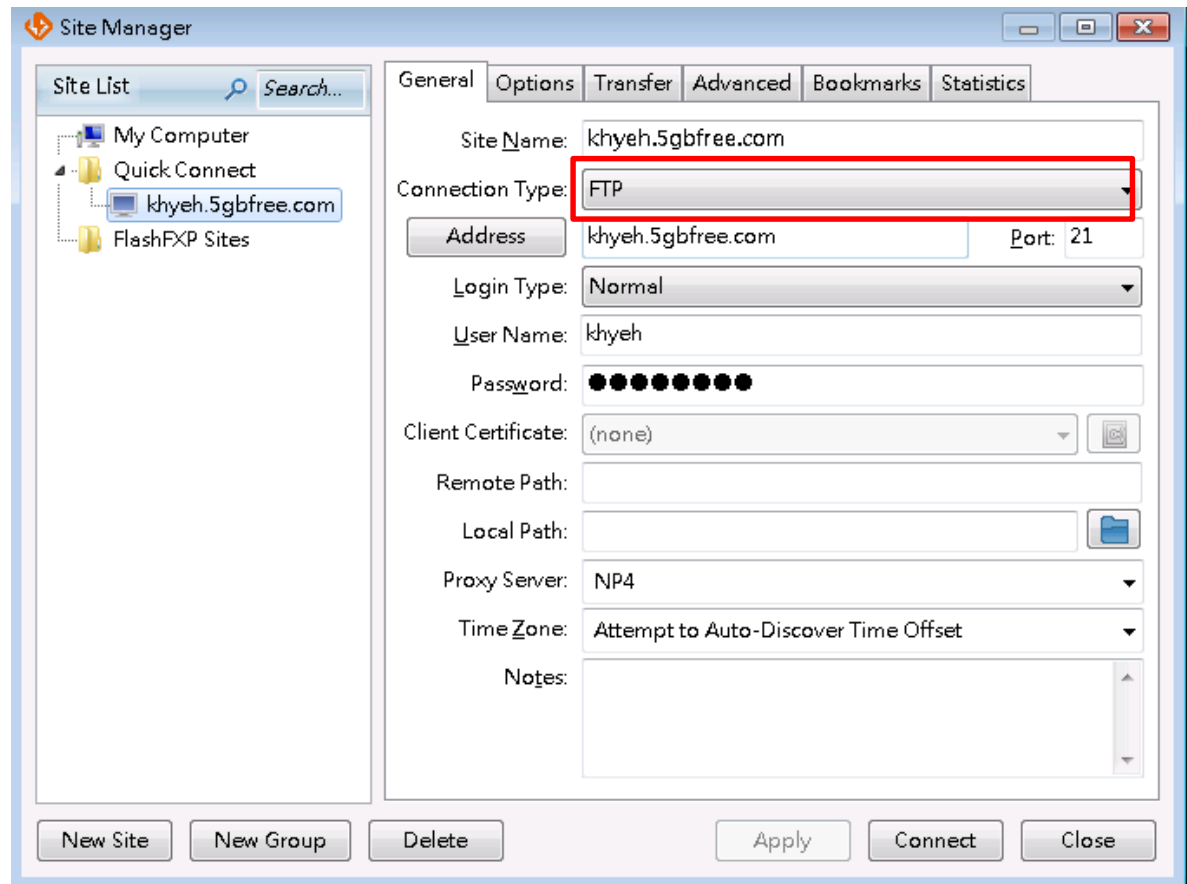 Site Manager
Site List
Search...
My Computer
Quick Connect
khyeh.5gbfree.com
FlashFXP Sites
General Options Transfer Advanced Bookmarks Statistics
Site Name: khyeh.5gbfree.com
Connection Type: FTP
Address khyeh.5gbfree.com Port: 21
Login Type: Normal
User Name: khyeh
Password: ●●●●●●●●
Client Certificate: (none)
Remote Path:
Local Path:
Proxy Server: NP4
Time Zone: Attempt to Auto-Discover Time Offset
Notes:
New Site New Group Delete Apply Connect Close